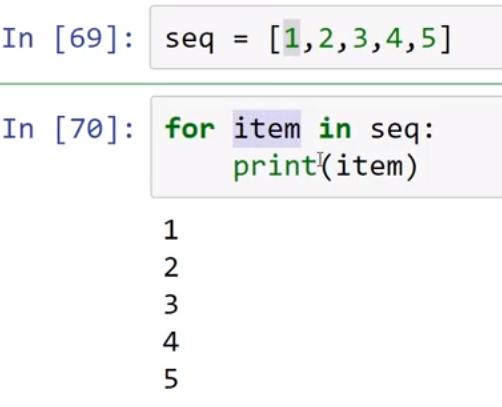 In [69]: seq = [1,2,3,4,5]
In [70]: for item in seq:
print(item)
1
2
3
4
5